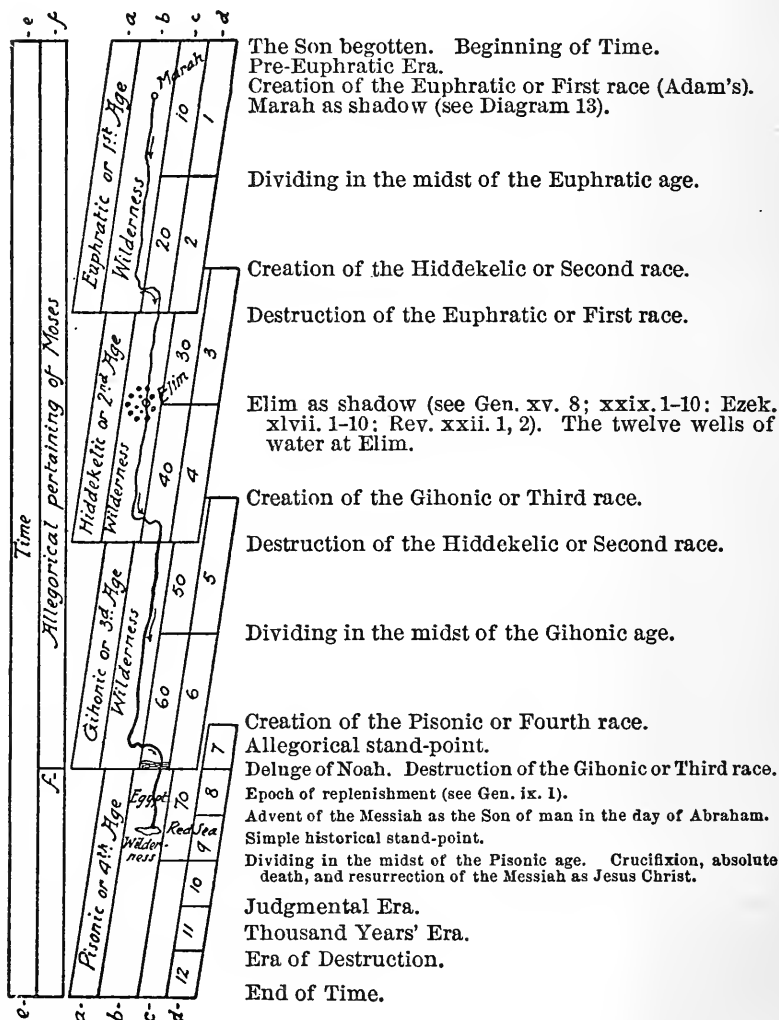 -e
-f
-a
-b
-c
-d
Time
Allegorical pertaining of Moses
f-
Euphratic or 1st Age
Wilderness
Marah
10
1
20
2
Hiddekelic or 2nd Age
Wilderness
Elim
30
3
40
4
Gihonic or 3d Age
Wilderness
50
5
60
6
7
Pisonic or 4th Age
Egypt
70
8
Red Sea
Wilder-
ness
9
10
11
12
e-
f-
a-
b-
c-
d-
The Son begotten. Beginning of Time.
Pre-Euphratic Era.
Creation of the Euphratic or First race (Adam's).
Marah as shadow (see Diagram 13).
Dividing in the midst of the Euphratic age.
Creation of the Hiddekelic or Second race.
Destruction of the Euphratic or First race.
Elim as shadow (see Gen. xv. 8; xxix. 1-10: Ezek.
xlvii. 1-10: Rev. xxii. 1, 2). The twelve wells of
water at Elim.
Creation of the Gihonic or Third race.
Destruction of the Hiddekelic or Second race.
Dividing in the midst of the Gihonic age.
Creation of the Pisonic or Fourth race.
Allegorical stand-point.
Deluge of Noah. Destruction of the Gihonic or Third race.
Epoch of replenishment (see Gen. ix. 1).
Advent of the Messiah as the Son of man in the day of Abraham.
Simple historical stand-point.
Dividing in the midst of the Pisonic age. Crucifixion, absolute
death, and resurrection of the Messiah as Jesus Christ.
Judgmental Era.
Thousand Years' Era.
Era of Destruction.
End of Time.